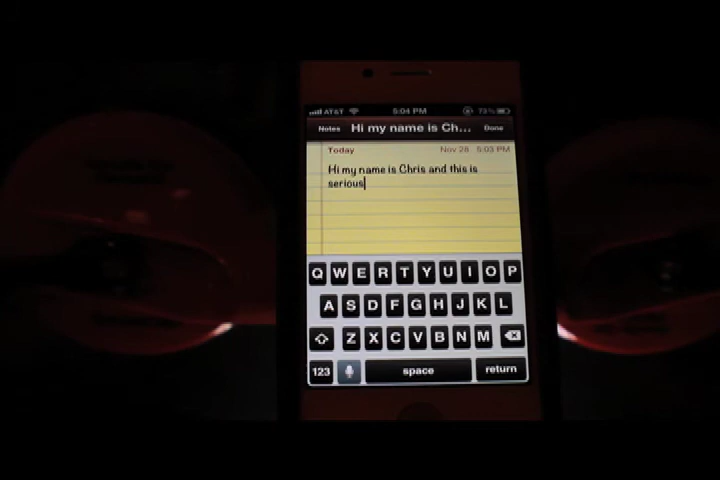 AT&T 5:04 PM 73%
Notes Hi my name is Ch... Done
Today Nov 28 5:03 PM
Hi my name is Chris and this is
serious
Q W E R T Y U I O P
A S D F G H J K L
Z X C V B N M
123 space return